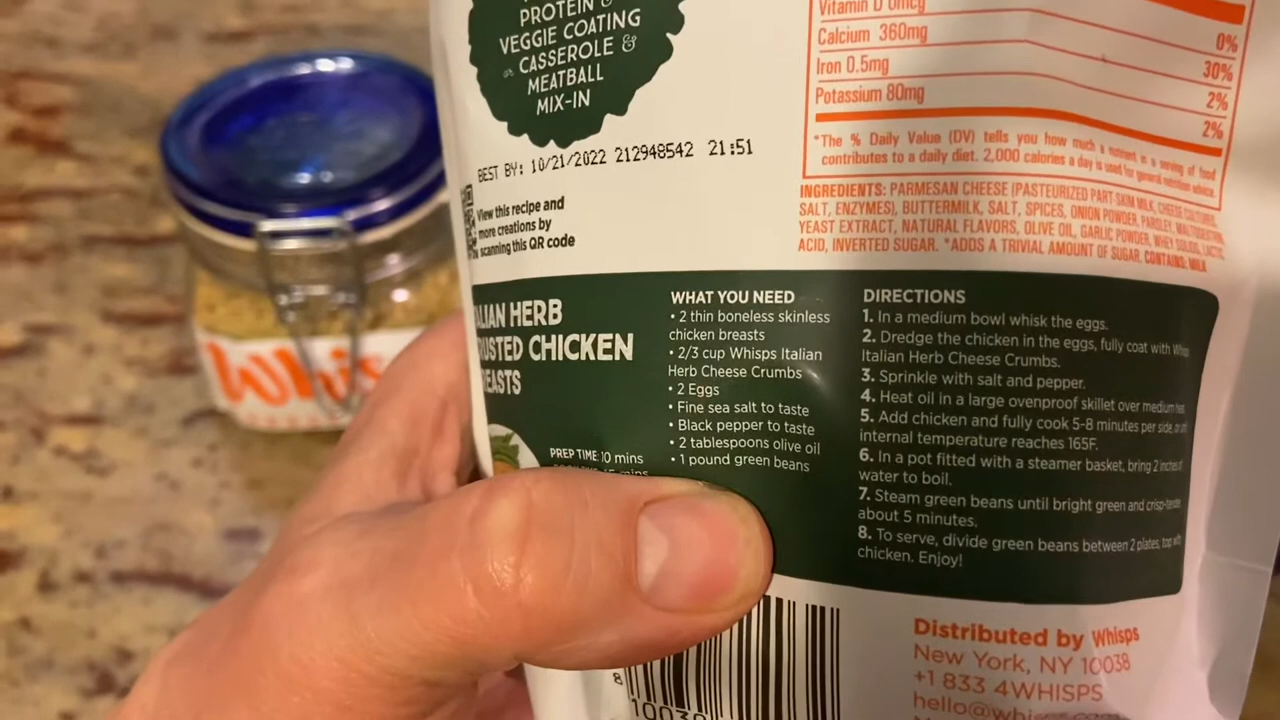 PROTEIN &
VEGGIE COATING
or CASSEROLE &
MEATBALL
MIX-IN
BEST BY: 10/21/2022 212948542 21:51
View this recipe and
more creations by
scanning this QR code
Vitamin D 0mcg 0%
Calcium 360mg 30%
Iron 0.5mg 2%
Potassium 80mg 2%
*The % Daily Value (DV) tells you how much a nutrient in a serving of food
contributes to a daily diet. 2,000 calories a day is used for general nutrition advice.
INGREDIENTS: PARMESAN CHEESE (PASTEURIZED PART-SKIM MILK, CHEESE CULTURES,
SALT, ENZYMES), BUTTERMILK, SALT, SPICES, ONION POWDER, PARSLEY, MALTODEXTRIN,
YEAST EXTRACT, NATURAL FLAVORS, OLIVE OIL, GARLIC POWDER, WHEY SOLIDS, LACTIC
ACID, INVERTED SUGAR. *ADDS A TRIVIAL AMOUNT OF SUGAR. CONTAINS: MILK
ALIAN HERB
RUSTED CHICKEN
EASTS
PREP TIME: 10 mins
WHAT YOU NEED
• 2 thin boneless skinless
chicken breasts
• 2/3 cup Whisps Italian
Herb Cheese Crumbs
• 2 Eggs
• Fine sea salt to taste
• Black pepper to taste
• 2 tablespoons olive oil
• 1 pound green beans
DIRECTIONS
1. In a medium bowl whisk the eggs.
2. Dredge the chicken in the eggs, fully coat with Whisps
Italian Herb Cheese Crumbs.
3. Sprinkle with salt and pepper.
4. Heat oil in a large ovenproof skillet over medium heat
5. Add chicken and fully cook 5-8 minutes per side, or until
internal temperature reaches 165F.
6. In a pot fitted with a steamer basket, bring 2 inches of
water to boil.
7. Steam green beans until bright green and crisp-tender
about 5 minutes.
8. To serve, divide green beans between 2 plates, top with
chicken. Enjoy!
Distributed by Whisps
New York, NY 10038
+1 833 4WHISPS
hello@whisps.com
8
10030
Whis